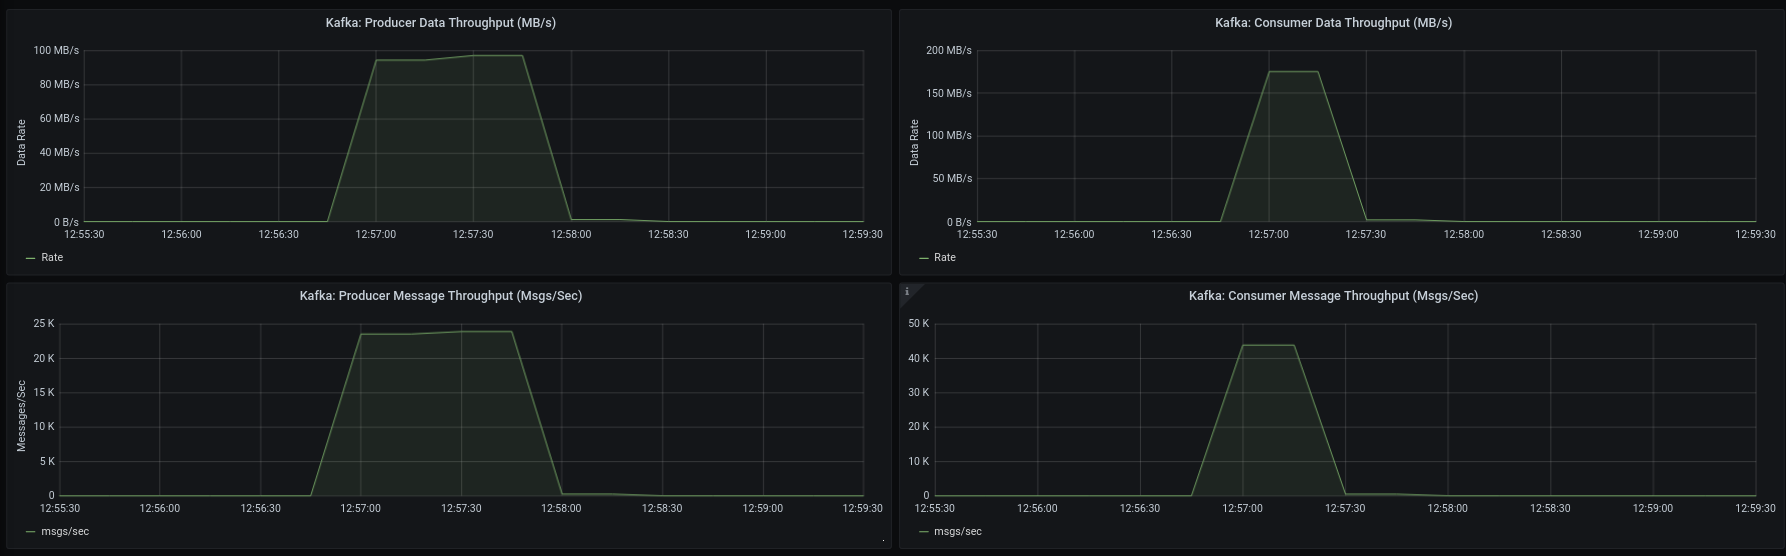 Kafka: Producer Data Throughput (MB/s)
100 MB/s
80 MB/s
60 MB/s
40 MB/s
20 MB/s
0 B/s
Data Rate
12:55:30 12:56:00 12:56:30 12:57:00 12:57:30 12:58:00 12:58:30 12:59:00 12:59:30
Rate
Kafka: Consumer Data Throughput (MB/s)
200 MB/s
150 MB/s
100 MB/s
50 MB/s
0 B/s
Data Rate
12:55:30 12:56:00 12:56:30 12:57:00 12:57:30 12:58:00 12:58:30 12:59:00 12:59:30
Rate
Kafka: Producer Message Throughput (Msgs/Sec)
25 K
20 K
15 K
10 K
5 K
0
Messages/Sec
12:55:30 12:56:00 12:56:30 12:57:00 12:57:30 12:58:00 12:58:30 12:59:00 12:59:30
msgs/sec
i
Kafka: Consumer Message Throughput (Msgs/Sec)
50 K
40 K
30 K
20 K
10 K
0
12:55:30 12:56:00 12:56:30 12:57:00 12:57:30 12:58:00 12:58:30 12:59:00 12:59:30
msgs/sec